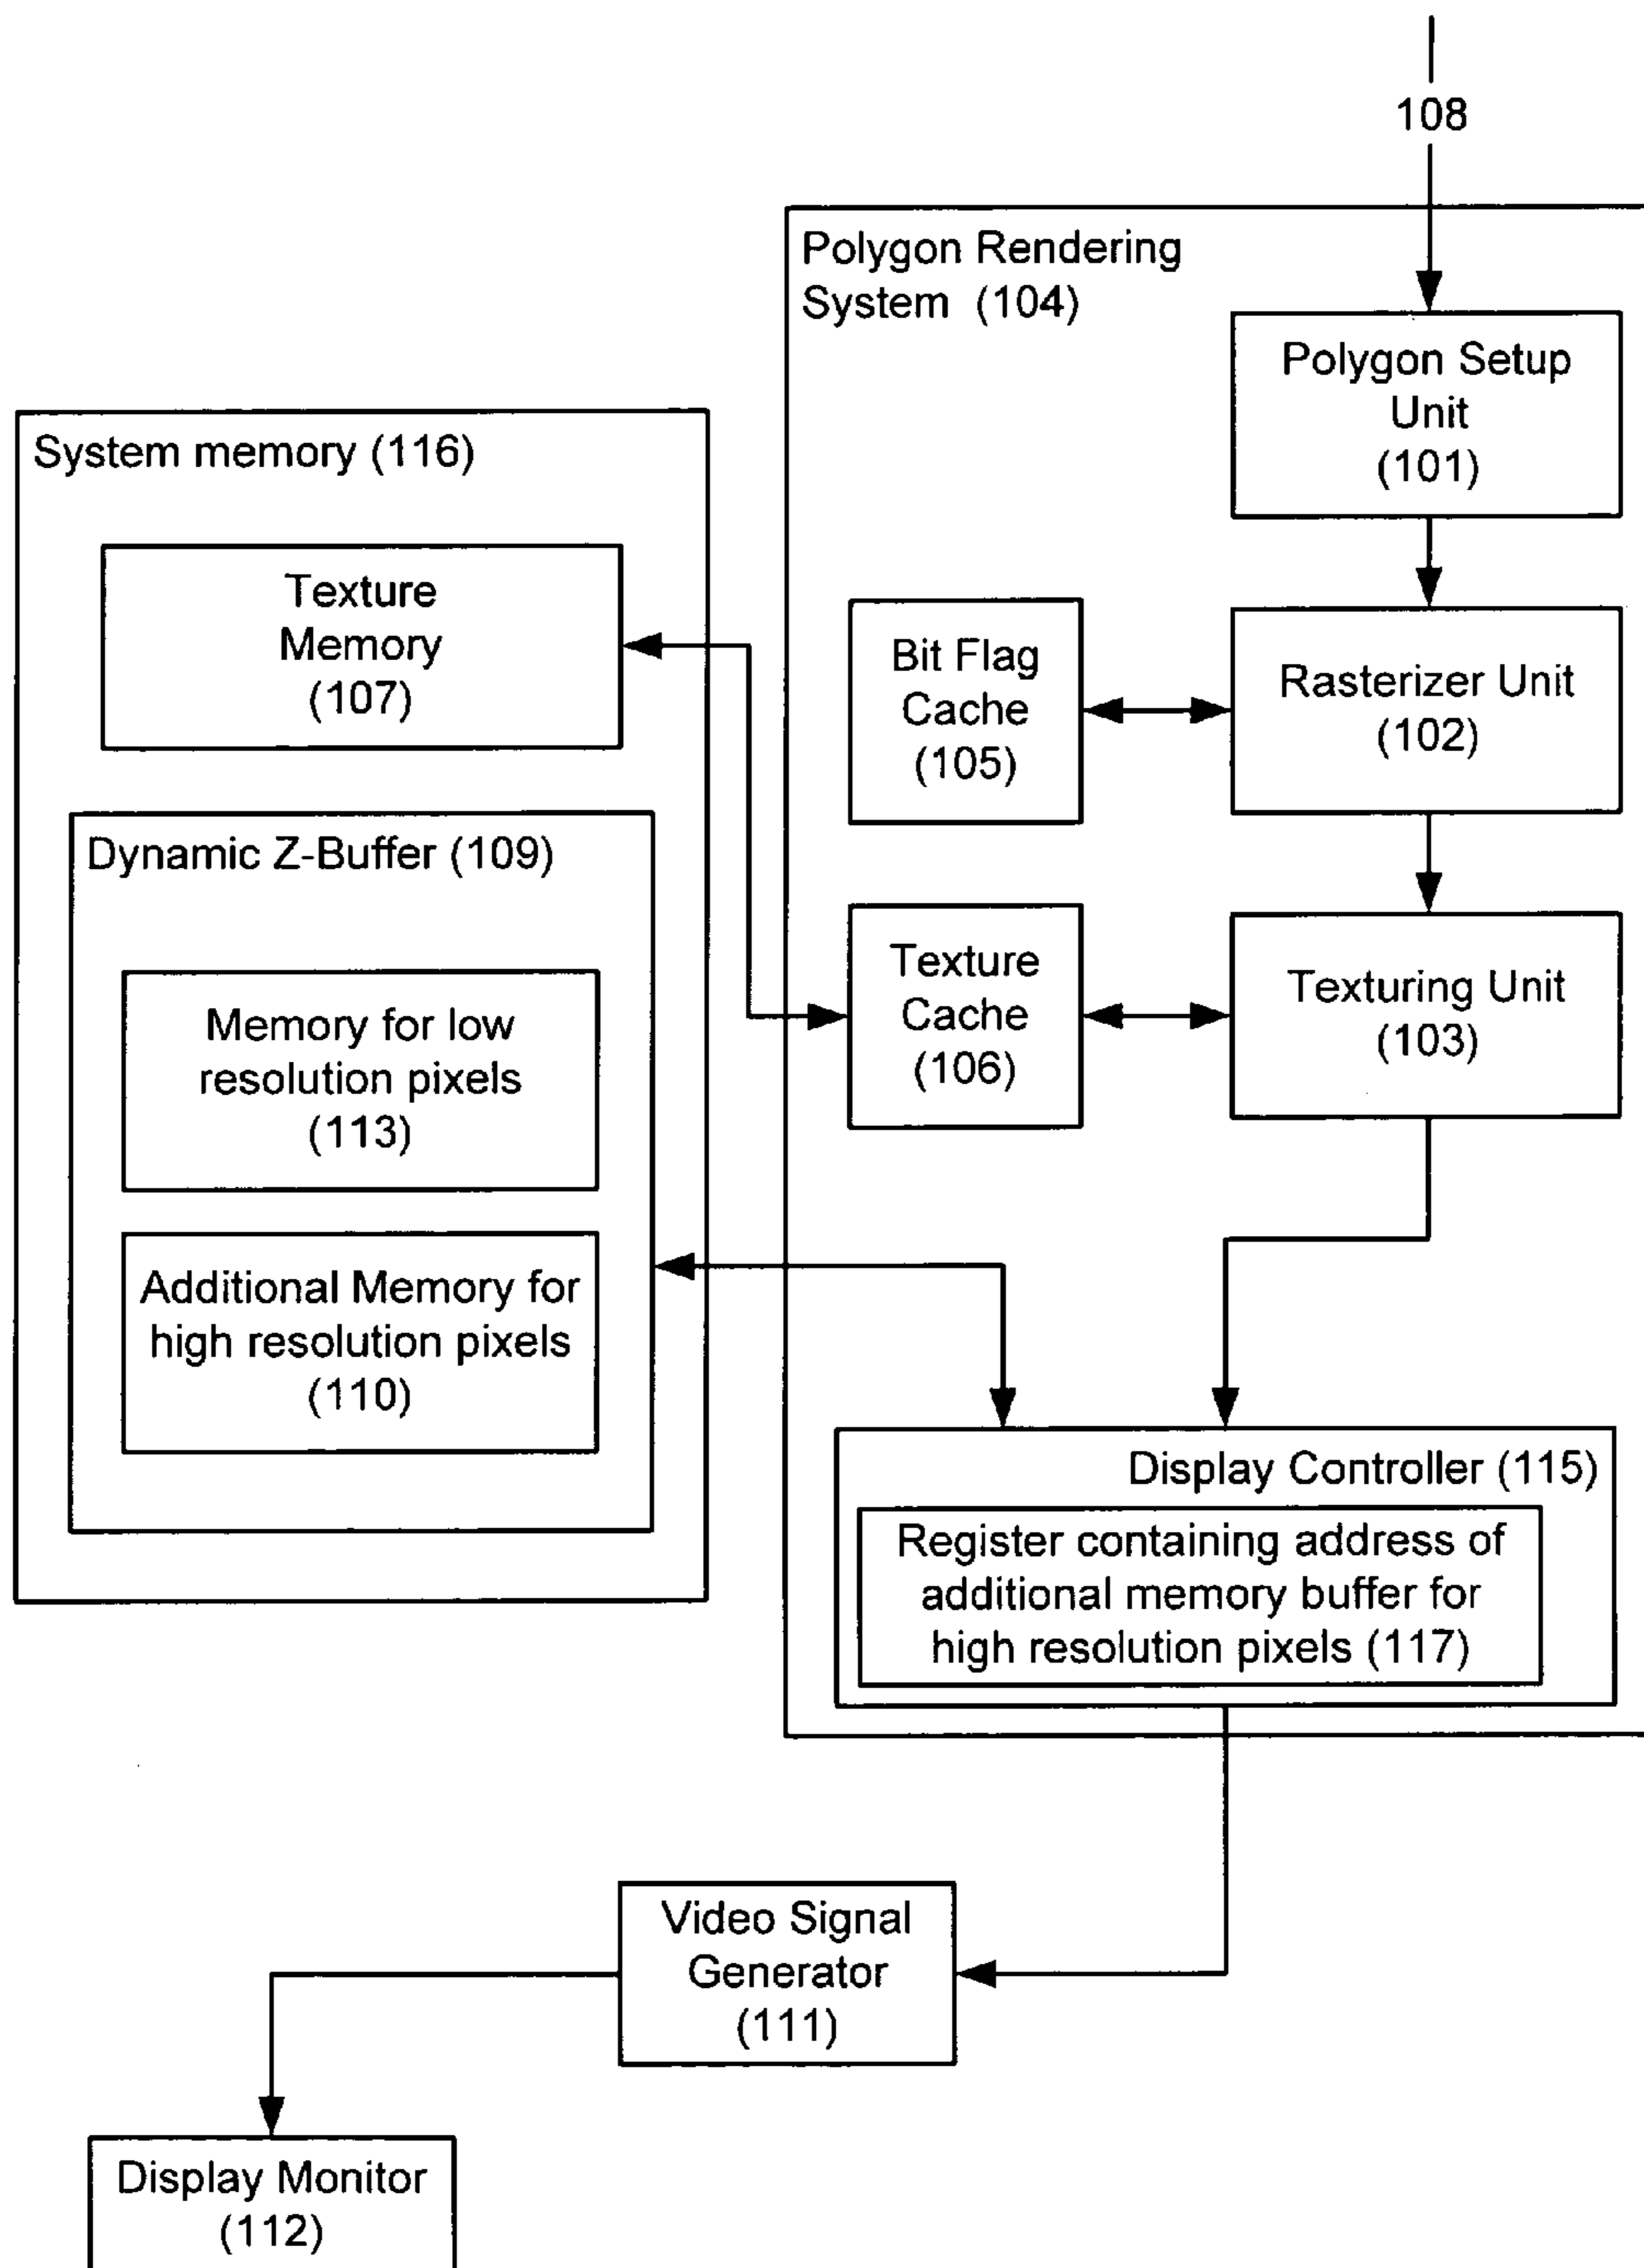 108
Polygon Rendering
System (104)
Polygon Setup
Unit
(101)
System memory (116)
Texture
Memory
(107)
Bit Flag
Cache
(105)
Rasterizer Unit
(102)
Dynamic Z-Buffer (109)
Texture
Cache
(106)
Texturing Unit
(103)
Memory for low
resolution pixels
(113)
Additional Memory for
high resolution pixels
(110)
Display Controller (115)
Register containing address of
additional memory buffer for
high resolution pixels (117)
Video Signal
Generator
(111)
Display Monitor
(112)